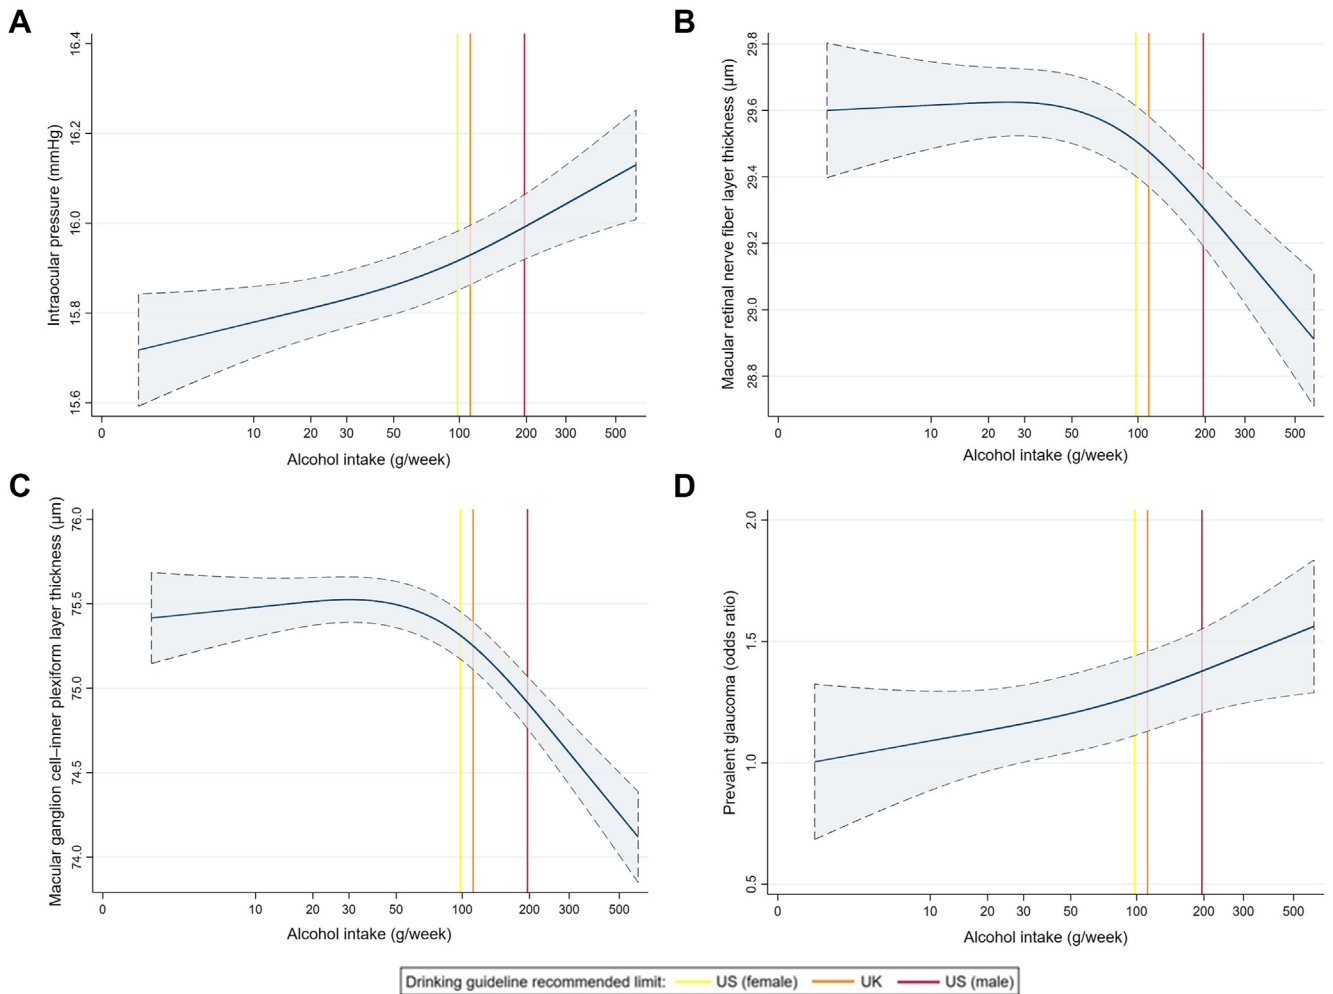 A
Intraocular pressure (mmHg)
16.4
16.2
16.0
15.8
15.6
0 10 20 30 50 100 200 300 500
Alcohol intake (g/week)
B
Macular retinal nerve fiber layer thickness (μm)
29.8
29.6
29.4
29.2
29.0
28.8
0 10 20 30 50 100 200 300 500
Alcohol intake (g/week)
C
Macular ganglion cell–inner plexiform layer thickness (μm)
76.0
75.5
75.0
74.5
74.0
0 10 20 30 50 100 200 300 500
Alcohol intake (g/week)
D
Prevalent glaucoma (odds ratio)
2.0
1.5
1.0
0.5
0 10 20 30 50 100 200 300 500
Alcohol intake (g/week)
Drinking guideline recommended limit: US (female) UK US (male)